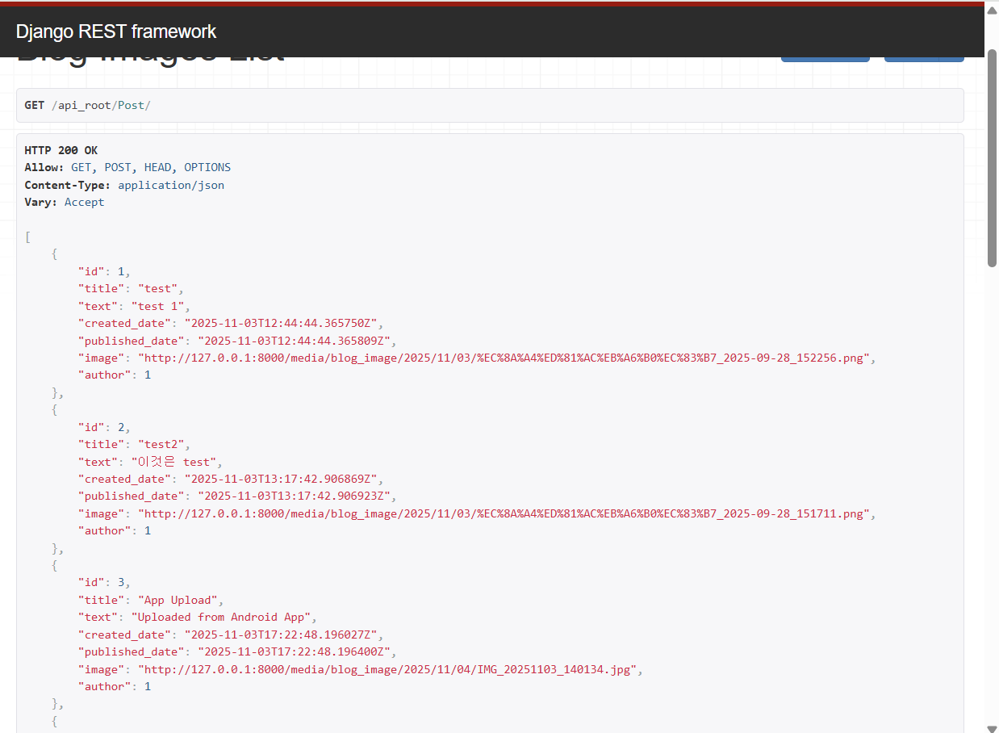 Django REST framework
Blog Images List
GET /api_root/Post/
HTTP 200 OK
Allow: GET, POST, HEAD, OPTIONS
Content-Type: application/json
Vary: Accept
[
{
"id": 1,
"title": "test",
"text": "test 1",
"created_date": "2025-11-03T12:44:44.365750Z",
"published_date": "2025-11-03T12:44:44.365809Z",
"image": "http://127.0.0.1:8000/media/blog_image/2025/11/03/%EC%8A%A4%ED%81%AC%EB%A6%B0%EC%83%B7_2025-09-28_152256.png",
"author": 1
},
{
"id": 2,
"title": "test2",
"text": "이것은 test",
"created_date": "2025-11-03T13:17:42.906869Z",
"published_date": "2025-11-03T13:17:42.906923Z",
"image": "http://127.0.0.1:8000/media/blog_image/2025/11/03/%EC%8A%A4%ED%81%AC%EB%A6%B0%EC%83%B7_2025-09-28_151711.png",
"author": 1
},
{
"id": 3,
"title": "App Upload",
"text": "Uploaded from Android App",
"created_date": "2025-11-03T17:22:48.196027Z",
"published_date": "2025-11-03T17:22:48.196400Z",
"image": "http://127.0.0.1:8000/media/blog_image/2025/11/04/IMG_20251103_140134.jpg",
"author": 1
},
{